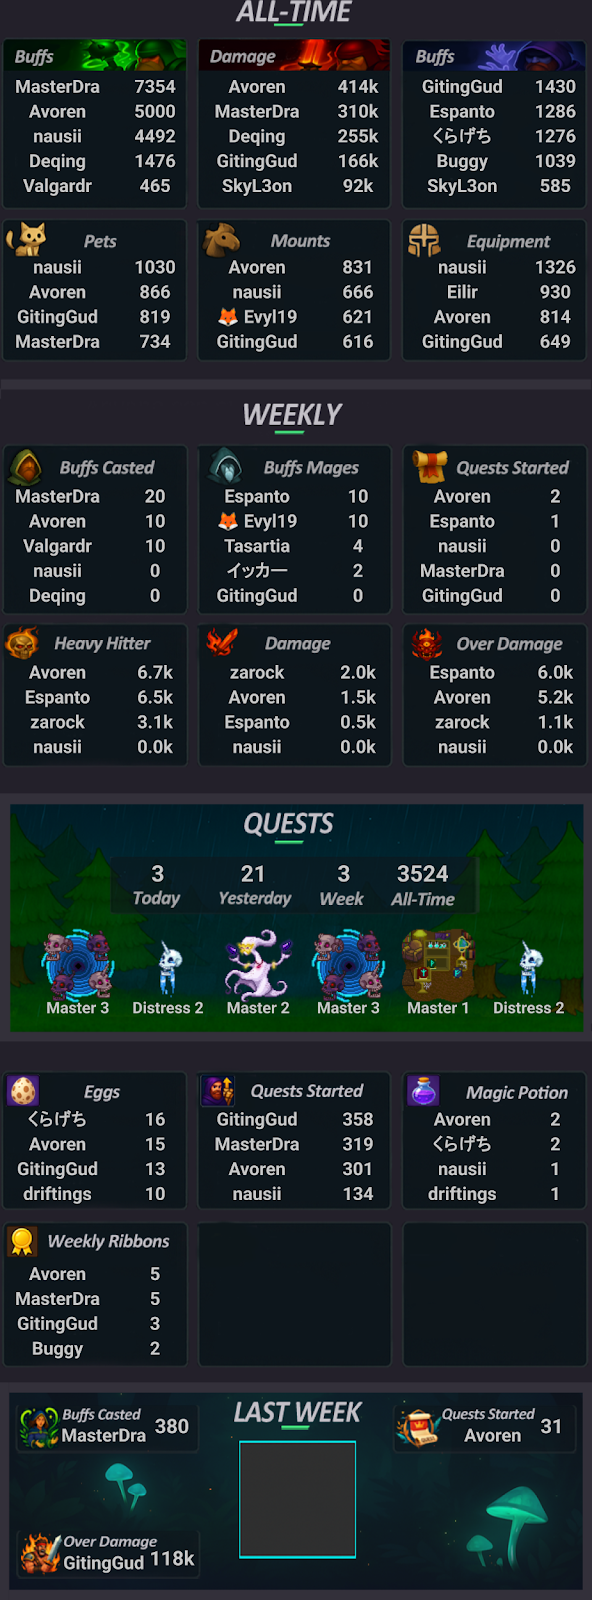 ALL-TIME
Buffs
MasterDra 7354
Avoren 5000
nausii 4492
Deqing 1476
Valgardr 465
Damage
Avoren 414k
MasterDra 310k
Deqing 255k
GitingGud 166k
SkyL3on 92k
Buffs
GitingGud 1430
Espanto 1286
くらげち 1276
Buggy 1039
SkyL3on 585
Pets
nausii 1030
Avoren 866
GitingGud 819
MasterDra 734
Mounts
Avoren 831
nausii 666
🦊 Evyl19 621
GitingGud 616
Equipment
nausii 1326
Eilir 930
Avoren 814
GitingGud 649
WEEKLY
Buffs Casted
MasterDra 20
Avoren 10
Valgardr 10
nausii 0
Deqing 0
Buffs Mages
Espanto 10
🦊 Evyl19 10
Tasartia 4
イッカー 2
GitingGud 0
Quests Started
Avoren 2
Espanto 1
nausii 0
MasterDra 0
GitingGud 0
Heavy Hitter
Avoren 6.7k
Espanto 6.5k
zarock 3.1k
nausii 0.0k
Damage
zarock 2.0k
Avoren 1.5k
Espanto 0.5k
nausii 0.0k
Over Damage
Espanto 6.0k
Avoren 5.2k
zarock 1.1k
nausii 0.0k
QUESTS
3 21 3 3524
Today Yesterday Week All-Time
Master 3 Distress 2 Master 2 Master 3 Master 1 Distress 2
Eggs
くらげち 16
Avoren 15
GitingGud 13
driftings 10
Quests Started
GitingGud 358
MasterDra 319
Avoren 301
nausii 134
Magic Potion
Avoren 2
くらげち 2
nausii 1
driftings 1
Weekly Ribbons
Avoren 5
MasterDra 5
GitingGud 3
Buggy 2
LAST WEEK
Buffs Casted
MasterDra 380
Quests Started
Avoren 31
Over Damage
GitingGud 118k